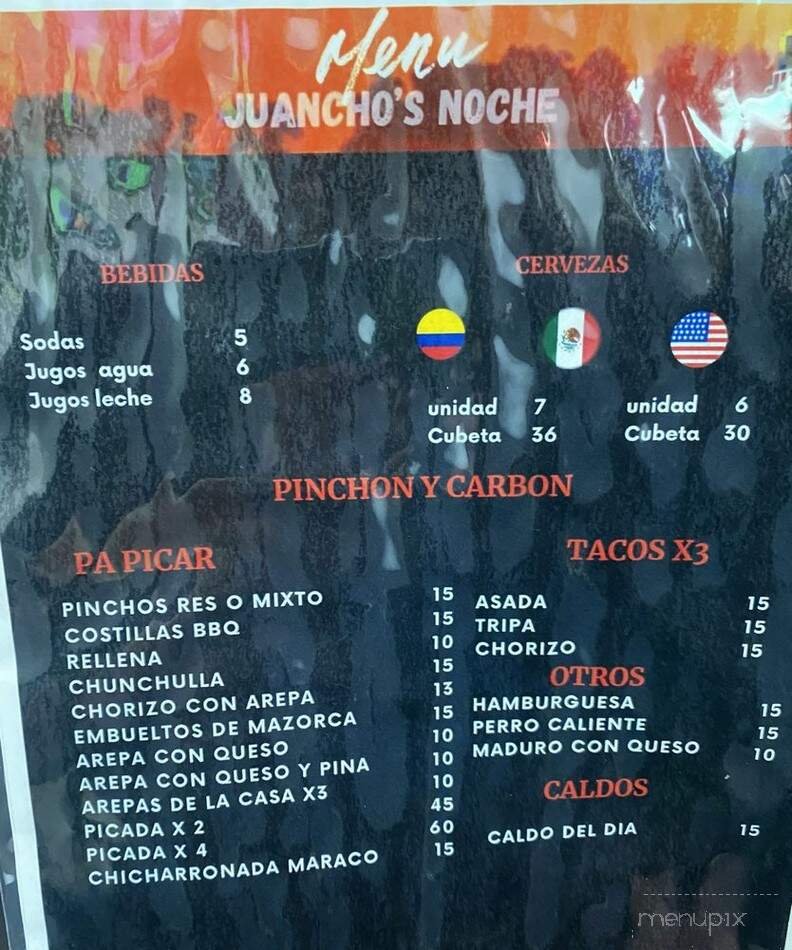 Menu
JUANCHO'S NOCHE
BEBIDAS
Sodas 5
Jugos agua 6
Jugos leche 8
CERVEZAS
unidad 7
Cubeta 36
unidad 6
Cubeta 30
PINCHON Y CARBON
PA PICAR
PINCHOS RES O MIXTO 15
COSTILLAS BBQ 15
RELLENA 10
CHUNCHULLA 15
CHORIZO CON AREPA 13
EMBUELTOS DE MAZORCA 15
AREPA CON QUESO 10
AREPA CON QUESO Y PINA 10
AREPAS DE LA CASA X3 10
PICADA X 2 45
PICADA X 4 60
CHICHARRONADA MARACO 15
TACOS X3
ASADA 15
TRIPA 15
CHORIZO 15
OTROS
HAMBURGUESA 15
PERRO CALIENTE 15
MADURO CON QUESO 10
CALDOS
CALDO DEL DIA 15
menupix